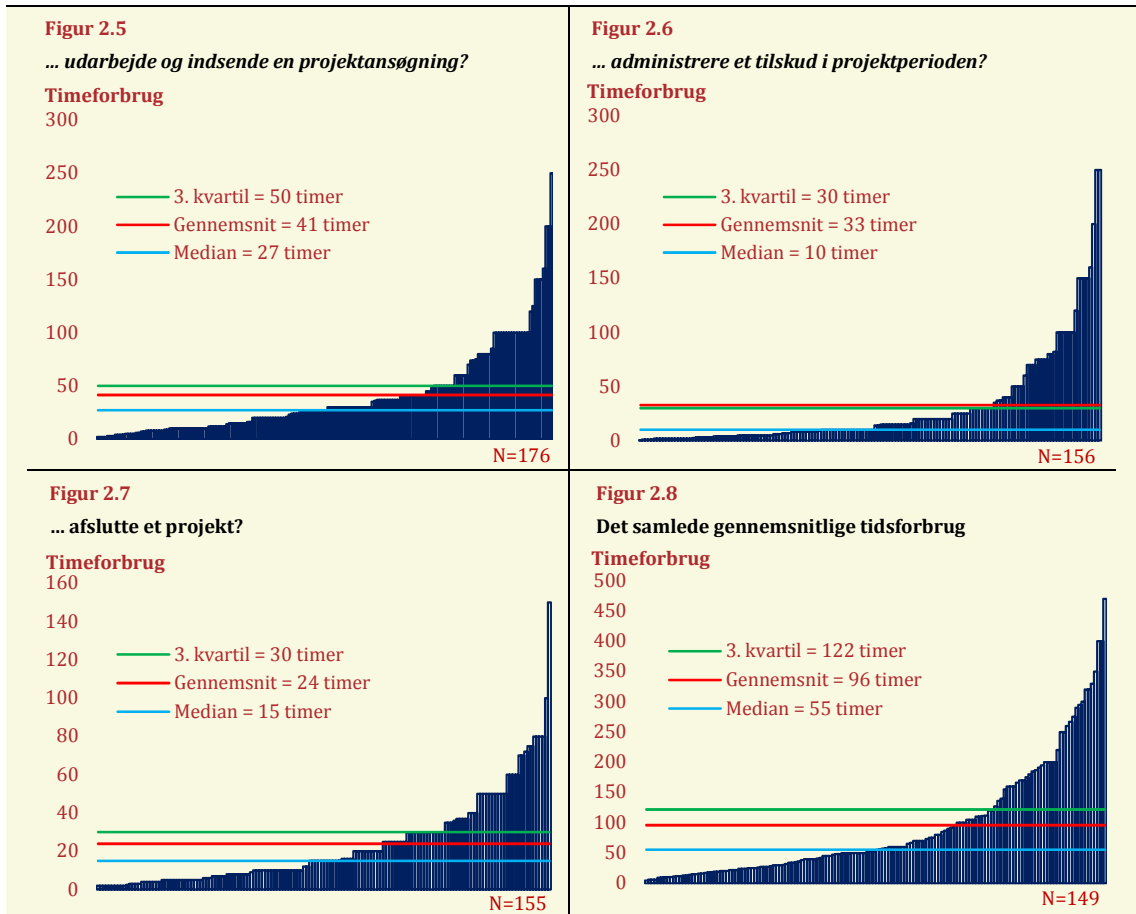 Figur 2.5
... udarbejde og indsende en projektansøgning?
Timeforbrug
300
250
200
150
100
50
0
3. kvartil = 50 timer
Gennemsnit = 41 timer
Median = 27 timer
N=176
Figur 2.6
... administrere et tilskud i projektperioden?
Timeforbrug
300
250
200
150
100
50
0
3. kvartil = 30 timer
Gennemsnit = 33 timer
Median = 10 timer
N=156
Figur 2.7
... afslutte et projekt?
Timeforbrug
160
140
120
100
80
60
40
20
0
3. kvartil = 30 timer
Gennemsnit = 24 timer
Median = 15 timer
N=155
Figur 2.8
Det samlede gennemsnitlige tidsforbrug
Timeforbrug
500
450
400
350
300
250
200
150
100
50
0
3. kvartil = 122 timer
Gennemsnit = 96 timer
Median = 55 timer
N=149